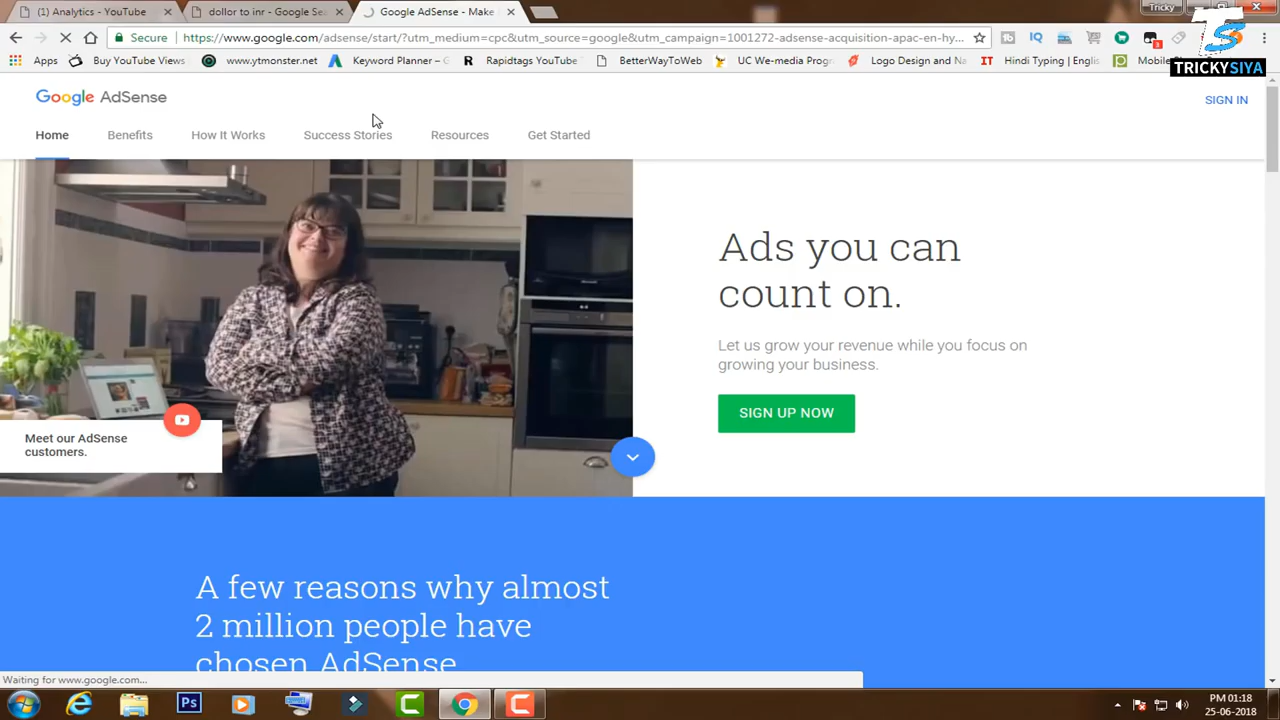 (1) Analytics - YouTube
dollor to inr - Google Se
Google AdSense - Make
Tricky
Secure
https://www.google.com/adsense/start/?utm_medium=cpc&utm_source=google&utm_campaign=1001272-adsense-acquisition-apac-en-hy...
Apps
Buy YouTube Views
www.ytmonster.net
Keyword Planner – G
Rapidtags YouTube
BetterWayToWeb
UC We-media Progr
Logo Design and Na
Hindi Typing | Engli
Mobile
TRICKYSIYA
Google AdSense
SIGN IN
Home
Benefits
How It Works
Success Stories
Resources
Get Started
Ads you can
count on.
Let us grow your revenue while you focus on
growing your business.
SIGN UP NOW
Meet our AdSense
customers.
A few reasons why almost
2 million people have
chosen AdSense
Waiting for www.google.com...
PM 01:18
25-06-2018